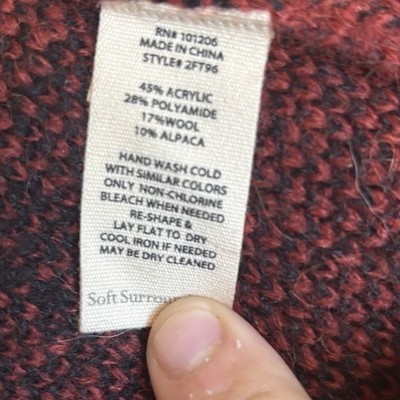 RN# 101206
MADE IN CHINA
STYLE# 2FT96
45% ACRYLIC
28% POLYAMIDE
17%WOOL
10% ALPACA
HAND WASH COLD
WITH SIMILAR COLORS
ONLY NON-CHLORINE
BLEACH WHEN NEEDED
RE-SHAPE &
LAY FLAT TO DRY
COOL IRON IF NEEDED
MAY BE DRY CLEANED
Soft